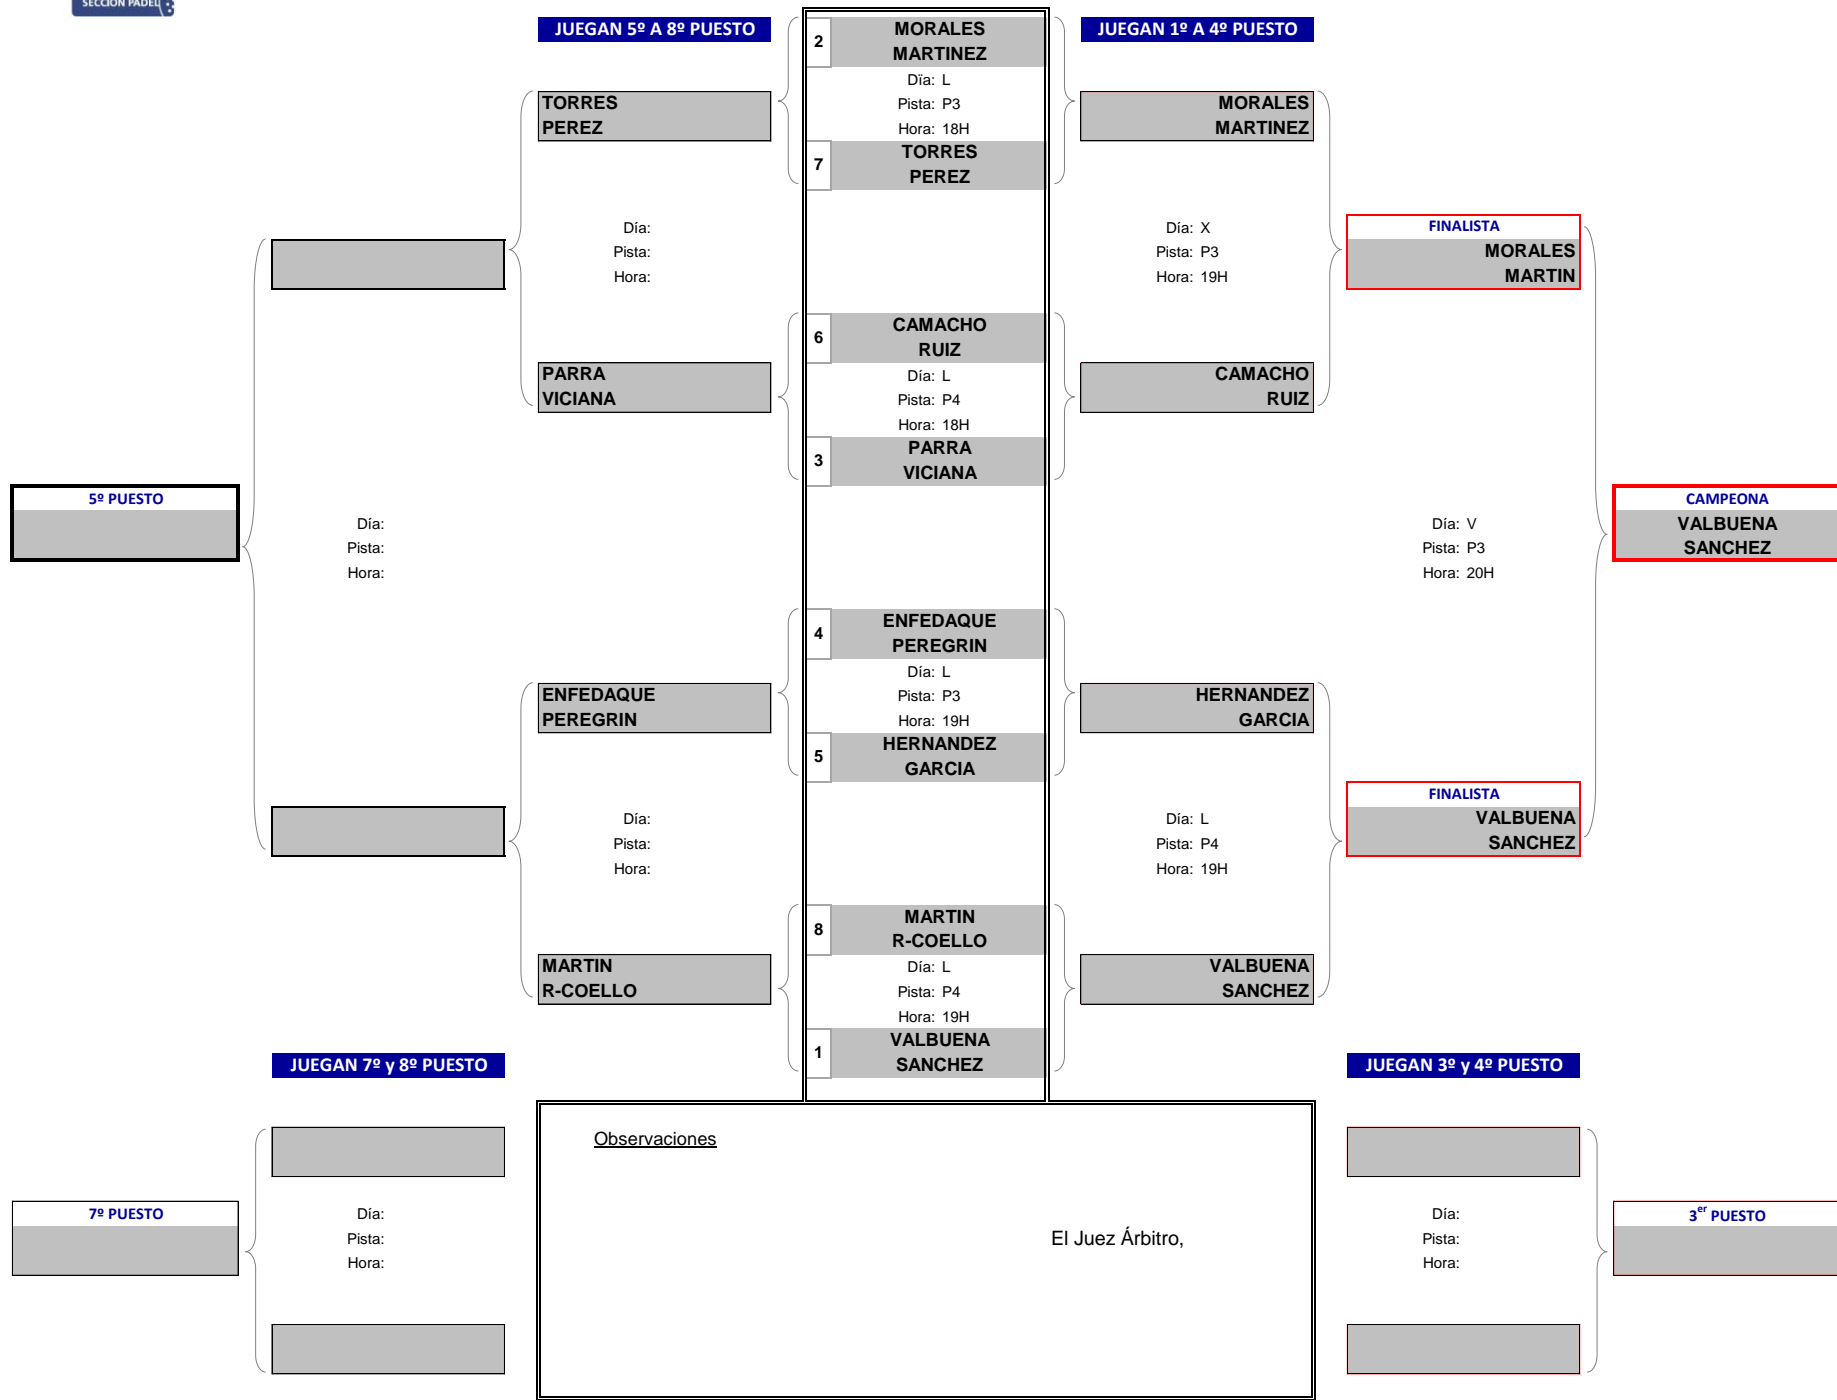 SECCIÓN PADEL
JUEGAN 5º A 8º PUESTO
JUEGAN 1º A 4º PUESTO
2
MORALES
MARTINEZ
Dïa: L
Pista: P3
Hora: 18H
7
TORRES
PEREZ
TORRES
PEREZ
MORALES
MARTINEZ
Día:
Pista:
Hora:
Día: X
Pista: P3
Hora: 19H
FINALISTA
MORALES
MARTIN
6
CAMACHO
RUIZ
Día: L
Pista: P4
Hora: 18H
3
PARRA
VICIANA
PARRA
VICIANA
CAMACHO
RUIZ
5º PUESTO
Día:
Pista:
Hora:
Día: V
Pista: P3
Hora: 20H
CAMPEONA
VALBUENA
SANCHEZ
4
ENFEDAQUE
PEREGRIN
Día: L
Pista: P3
Hora: 19H
5
HERNANDEZ
GARCIA
ENFEDAQUE
PEREGRIN
HERNANDEZ
GARCIA
Día:
Pista:
Hora:
Día: L
Pista: P4
Hora: 19H
FINALISTA
VALBUENA
SANCHEZ
8
MARTIN
R-COELLO
Día: L
Pista: P4
Hora: 19H
1
VALBUENA
SANCHEZ
MARTIN
R-COELLO
VALBUENA
SANCHEZ
JUEGAN 7º y 8º PUESTO
JUEGAN 3º y 4º PUESTO
Observaciones
El Juez Árbitro,
7º PUESTO
Día:
Pista:
Hora:
Día:
Pista:
Hora:
3er PUESTO